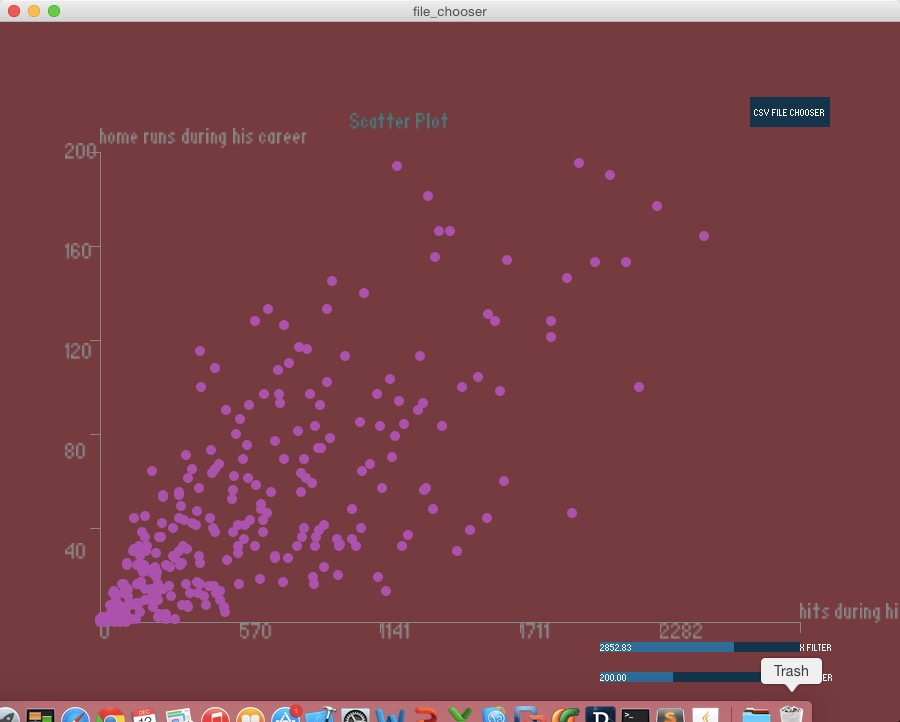 file_chooser
CSV FILE CHOOSER
Scatter Plot
home runs during his career
200
160
120
80
40
0
570
1141
1711
2282
hits during hi
2852.83
X FILTER
200.00
ER
Trash
DEC
1